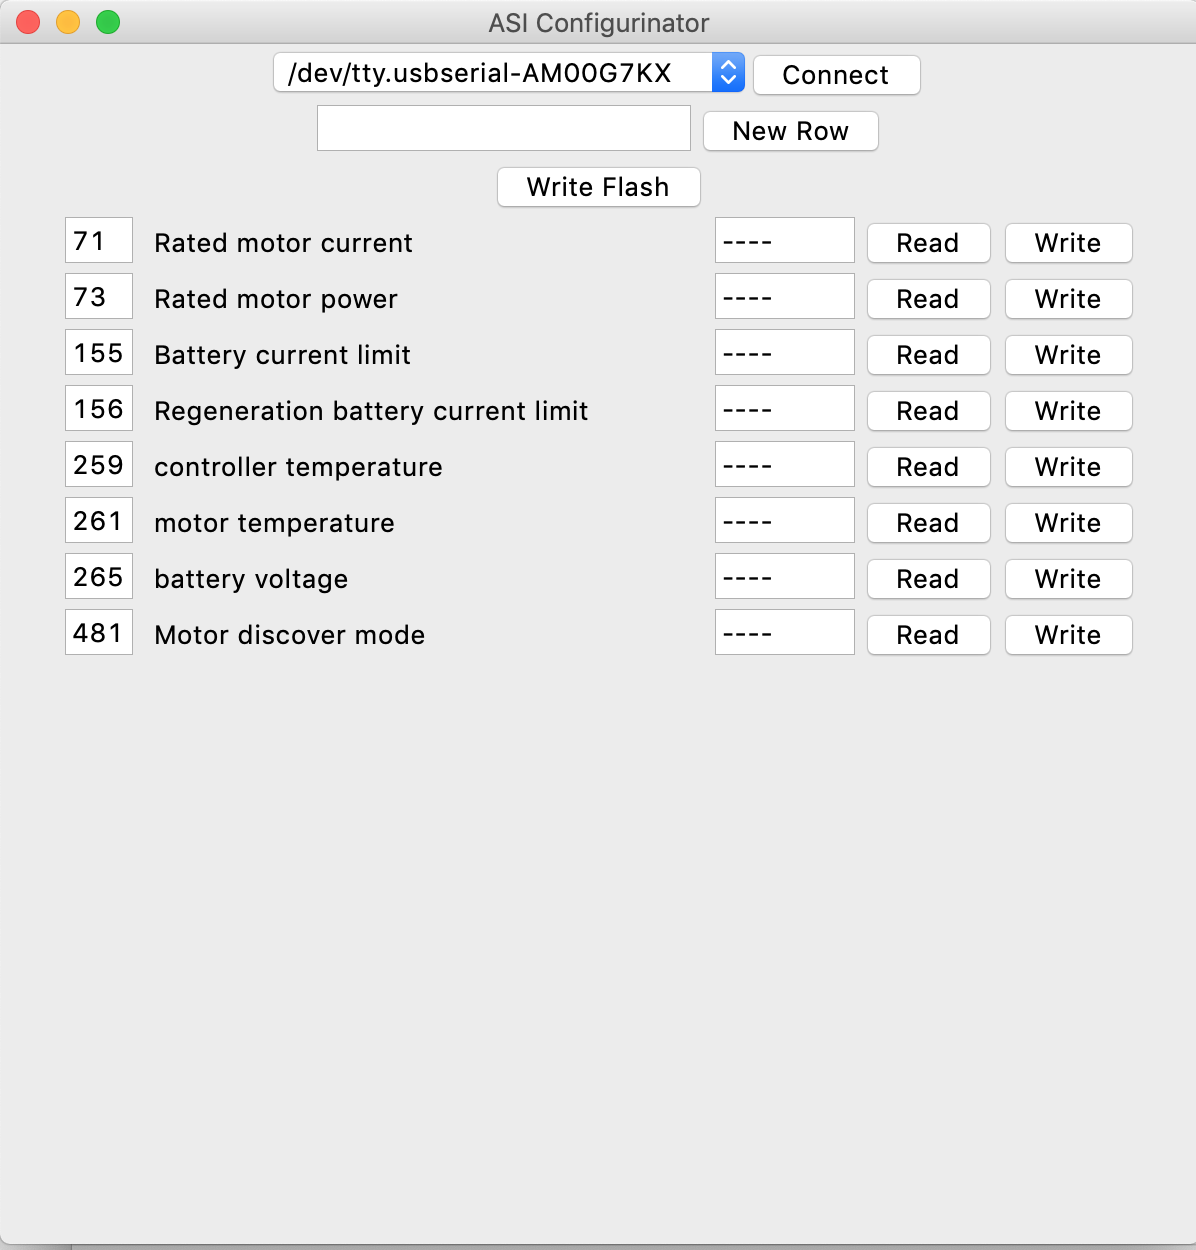 ASI Configurinator
/dev/tty.usbserial-AM00G7KX Connect
New Row
Write Flash
71 Rated motor current ---- Read Write
73 Rated motor power ---- Read Write
155 Battery current limit ---- Read Write
156 Regeneration battery current limit ---- Read Write
259 controller temperature ---- Read Write
261 motor temperature ---- Read Write
265 battery voltage ---- Read Write
481 Motor discover mode ---- Read Write